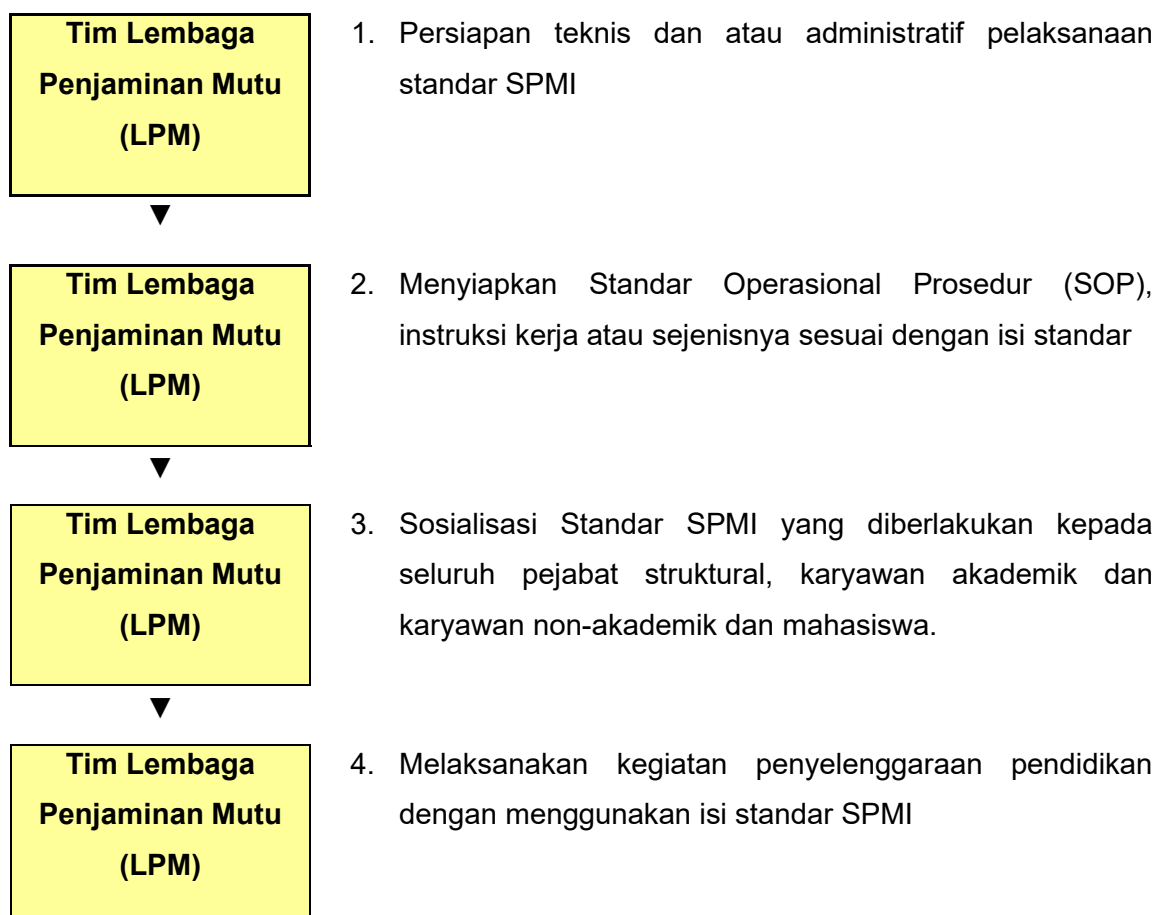 Tim Lembaga
Penjaminan Mutu
(LPM)
1. Persiapan teknis dan atau administratif pelaksanaan
standar SPMI
▼
Tim Lembaga
Penjaminan Mutu
(LPM)
2. Menyiapkan Standar Operasional Prosedur (SOP),
instruksi kerja atau sejenisnya sesuai dengan isi standar
▼
Tim Lembaga
Penjaminan Mutu
(LPM)
3. Sosialisasi Standar SPMI yang diberlakukan kepada
seluruh pejabat struktural, karyawan akademik dan
karyawan non-akademik dan mahasiswa.
▼
Tim Lembaga
Penjaminan Mutu
(LPM)
4. Melaksanakan kegiatan penyelenggaraan pendidikan
dengan menggunakan isi standar SPMI